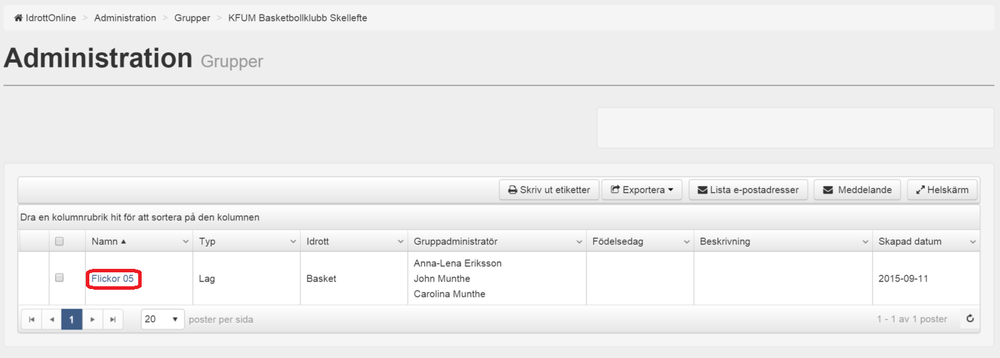 IdrottOnline > Administration > Grupper > KFUM Basketbollklubb Skellefte
Administration Grupper
Skriv ut etiketter Exportera Lista e-postadresser Meddelande Helskärm
Dra en kolumnrubrik hit för att sortera på den kolumnen
Namn Typ Idrott Gruppadministratör Födelsedag Beskrivning Skapad datum
Flickor 05 Lag Basket Anna-Lena Eriksson 2015-09-11
John Munthe
Carolina Munthe
1 20 poster per sida 1 - 1 av 1 poster